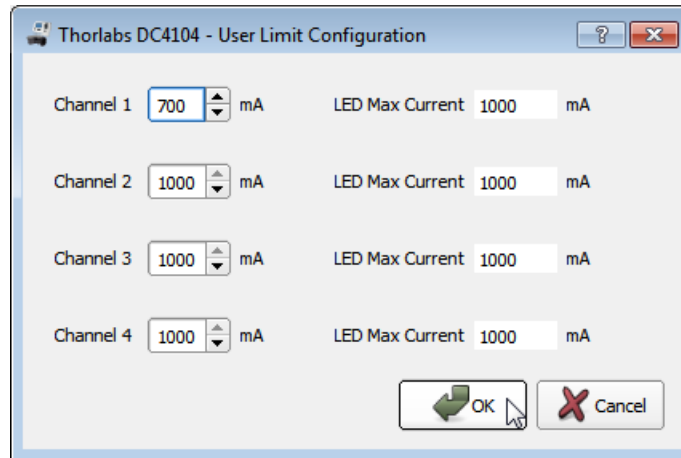 Thorlabs DC4104 - User Limit Configuration ?
Channel 1 700 mA LED Max Current 1000 mA
Channel 2 1000 mA LED Max Current 1000 mA
Channel 3 1000 mA LED Max Current 1000 mA
Channel 4 1000 mA LED Max Current 1000 mA
OK Cancel